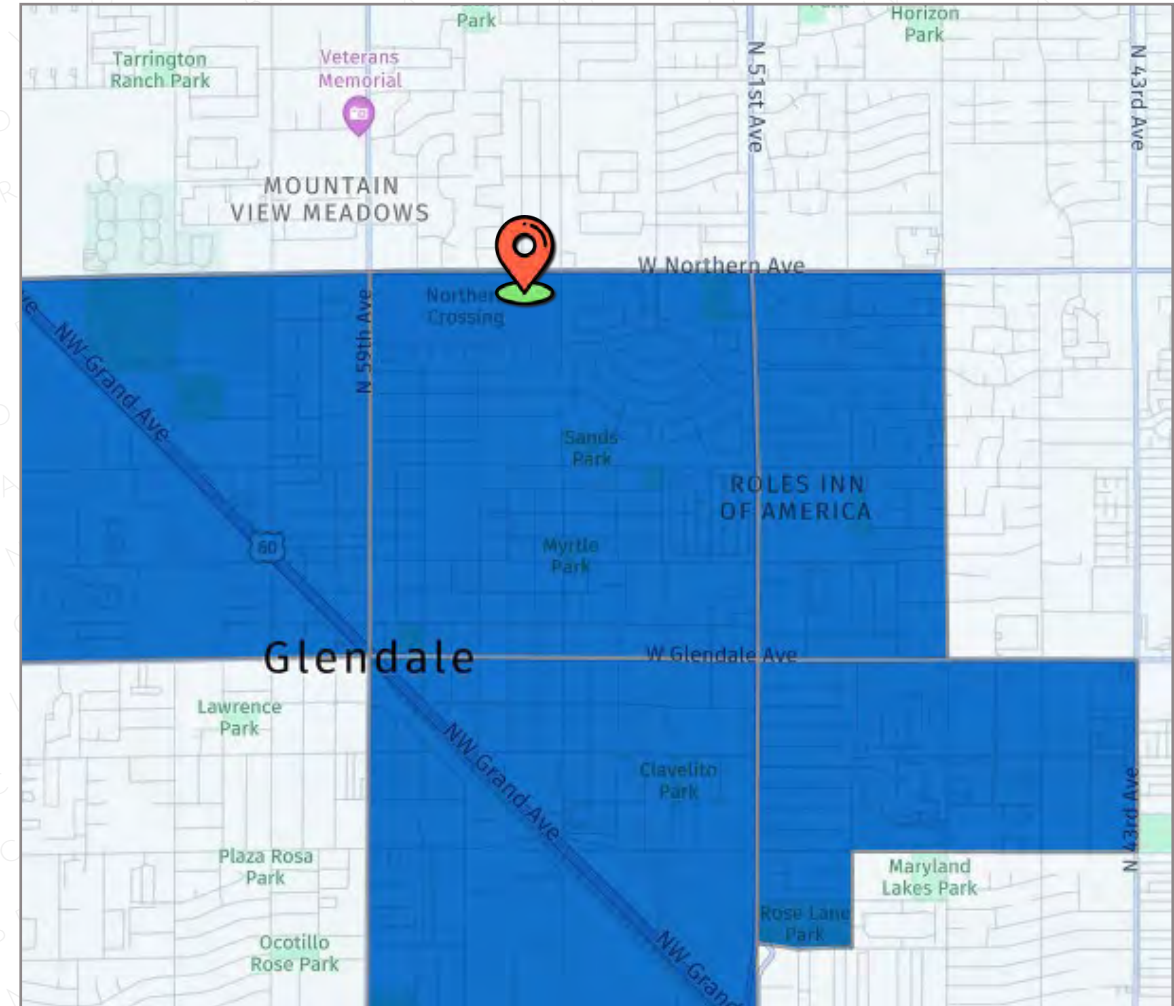 Park
Horizon
Park
Tarrington
Ranch Park
Veterans
Memorial
N 51st Ave
N 43rd Ave
MOUNTAIN
VIEW MEADOWS
W Northern Ave
Northe
Crossing
N 59th Ave
NW Grand Ave
Sands
Park
ROLES INN
OF AMERICA
60
Myrtle
Park
Glendale
W Glendale Ave
Lawrence
Park
NW Grand Ave
Clavelito
Park
N 43rd Ave
Plaza Rosa
Park
Maryland
Lakes Park
Rose Lane
Park
Ocotillo
Rose Park
NW Grand